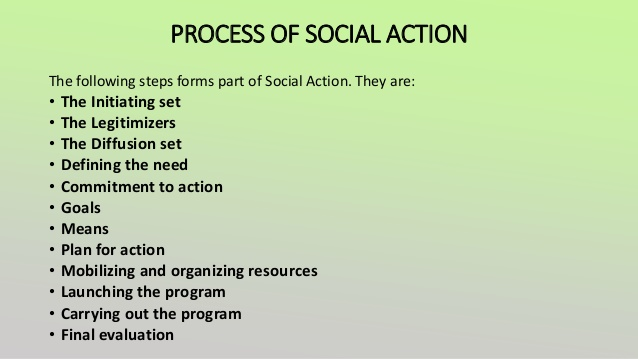 PROCESS OF SOCIAL ACTION
The following steps forms part of Social Action. They are:
• The Initiating set
• The Legitimizers
• The Diffusion set
• Defining the need
• Commitment to action
• Goals
• Means
• Plan for action
• Mobilizing and organizing resources
• Launching the program
• Carrying out the program
• Final evaluation